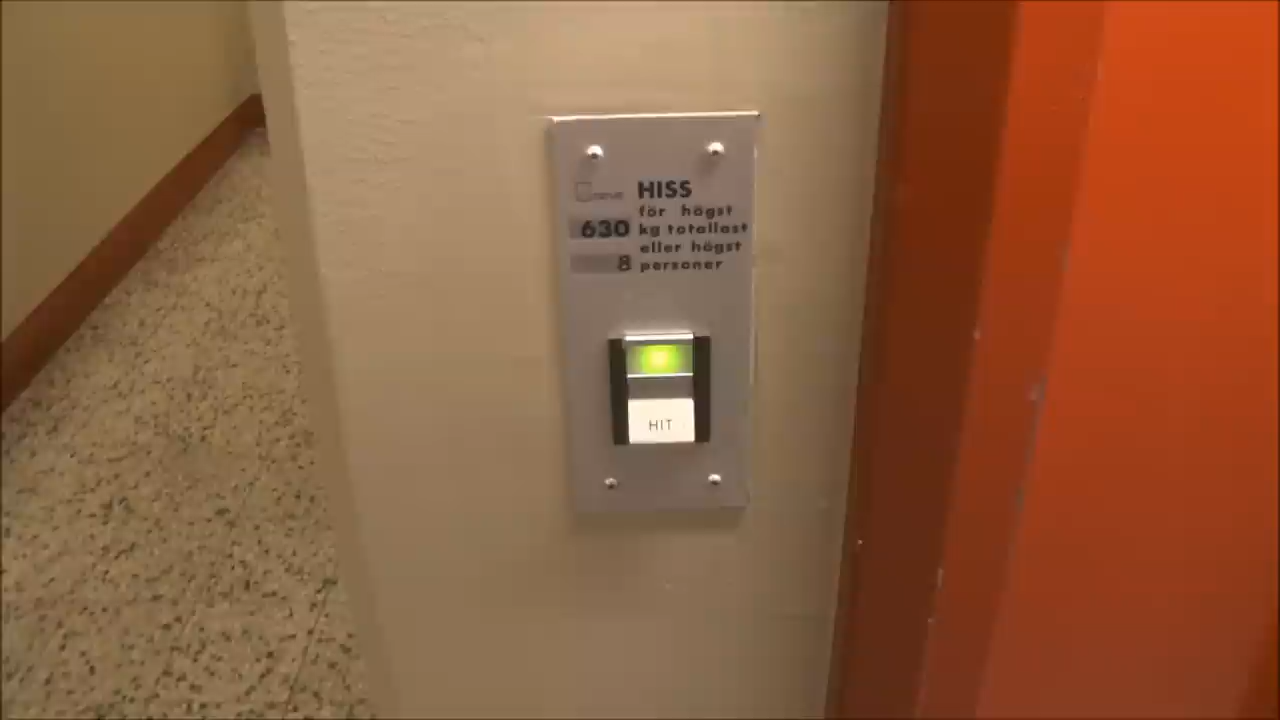 HISS
för högst
630 kg totallast
eller högst
8 personer
HIT